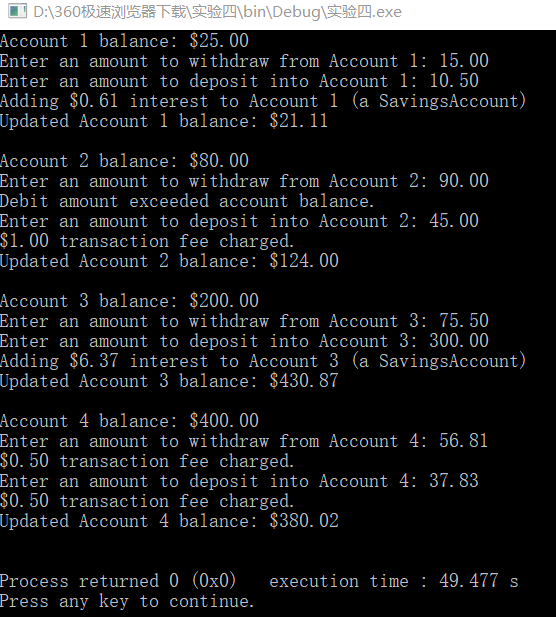 D:\360极速浏览器下载\实验四\bin\Debug\实验四.exe
Account 1 balance: $25.00
Enter an amount to withdraw from Account 1: 15.00
Enter an amount to deposit into Account 1: 10.50
Adding $0.61 interest to Account 1 (a SavingsAccount)
Updated Account 1 balance: $21.11
Account 2 balance: $80.00
Enter an amount to withdraw from Account 2: 90.00
Debit amount exceeded account balance.
Enter an amount to deposit into Account 2: 45.00
$1.00 transaction fee charged.
Updated Account 2 balance: $124.00
Account 3 balance: $200.00
Enter an amount to withdraw from Account 3: 75.50
Enter an amount to deposit into Account 3: 300.00
Adding $6.37 interest to Account 3 (a SavingsAccount)
Updated Account 3 balance: $430.87
Account 4 balance: $400.00
Enter an amount to withdraw from Account 4: 56.81
$0.50 transaction fee charged.
Enter an amount to deposit into Account 4: 37.83
$0.50 transaction fee charged.
Updated Account 4 balance: $380.02
Process returned 0 (0x0)   execution time : 49.477 s
Press any key to continue.